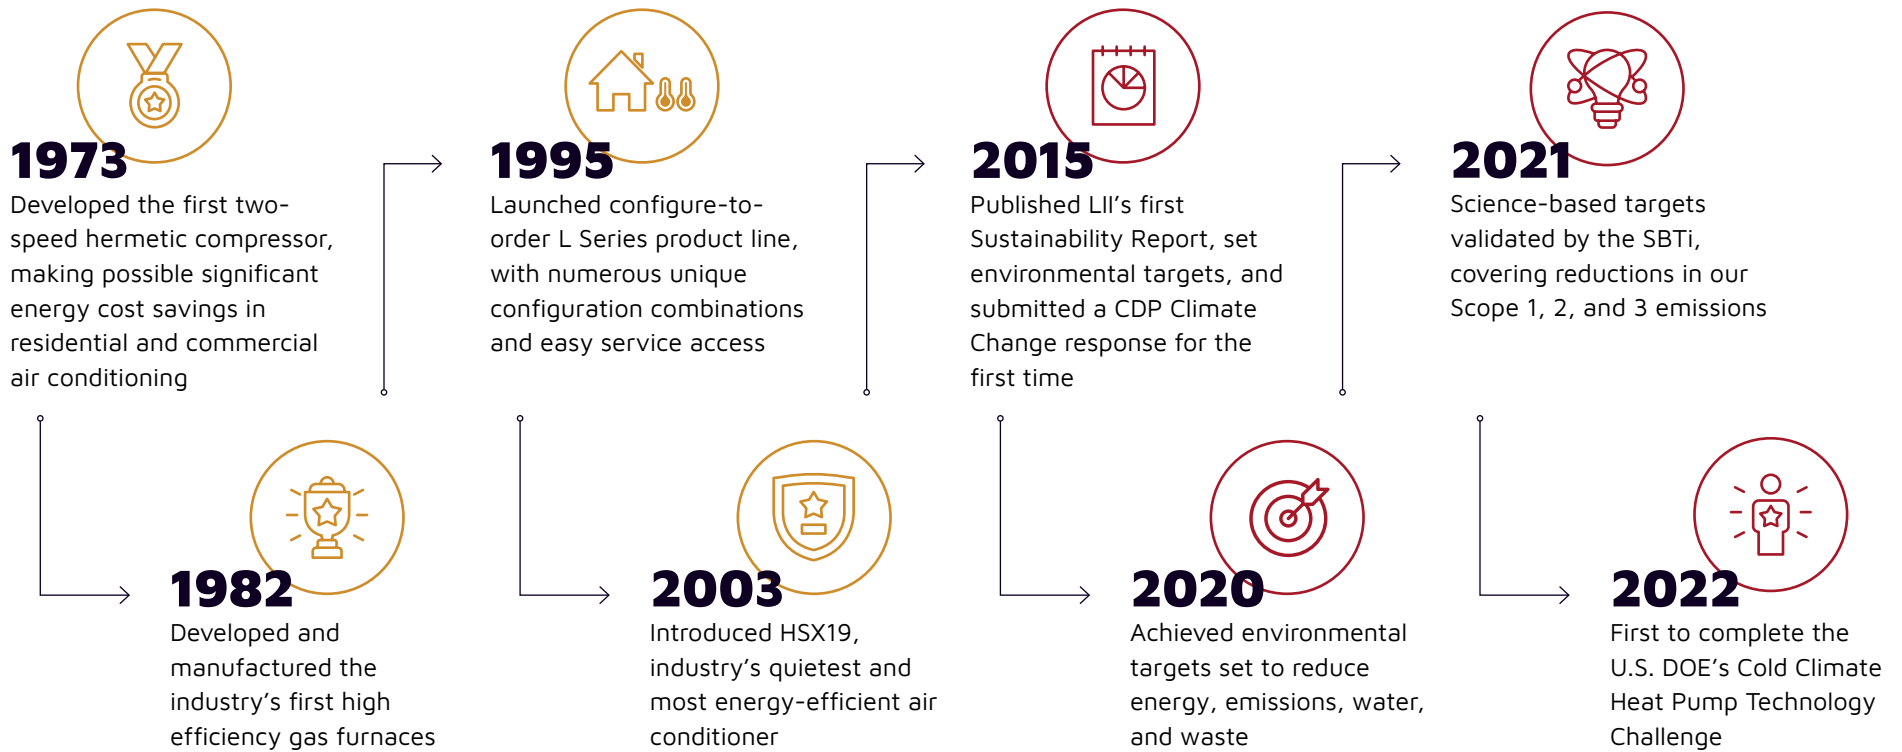 1973
Developed the first two-
speed hermetic compressor,
making possible significant
energy cost savings in
residential and commercial
air conditioning
1982
Developed and
manufactured the
industry’s first high
efficiency gas furnaces
1995
Launched configure-to-
order L Series product line,
with numerous unique
configuration combinations
and easy service access
2003
Introduced HSX19,
industry’s quietest and
most energy-efficient air
conditioner
2015
Published LII’s first
Sustainability Report, set
environmental targets, and
submitted a CDP Climate
Change response for the
first time
2020
Achieved environmental
targets set to reduce
energy, emissions, water,
and waste
2021
Science-based targets
validated by the SBTi,
covering reductions in our
Scope 1, 2, and 3 emissions
2022
First to complete the
U.S. DOE’s Cold Climate
Heat Pump Technology
Challenge